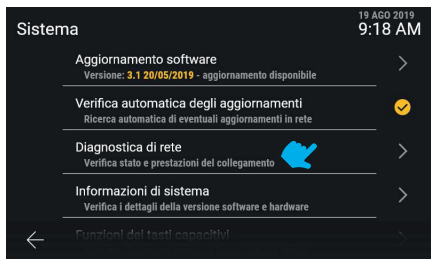 19 AGO 2019
Sistema
9:18 AM
Aggiornamento software
Versione: 3.1 20/05/2019 - aggiornamento disponibile
Verifica automatica degli aggiornamenti
Ricerca automatica di eventuali aggiornamenti in rete
Diagnostica di rete
Verifica stato e prestazioni del collegamento
Informazioni di sistema
Verifica i dettagli della versione software e hardware
Funzioni dei tasti capacitivi